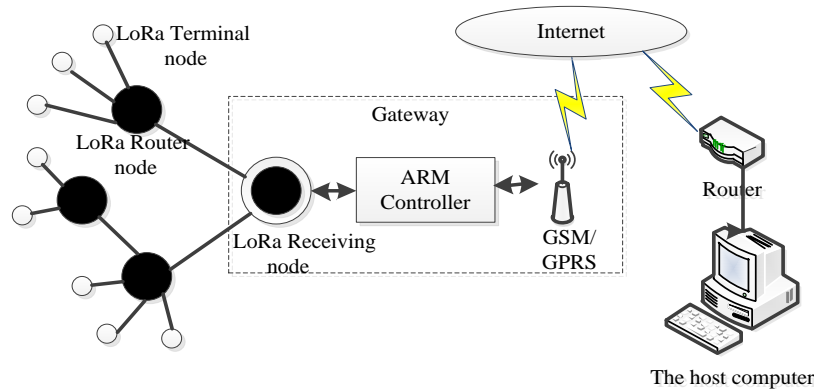 LoRa Terminal
node
Internet
Gateway
LoRa Router
node
ARM
Controller
Router
LoRa Receiving
node
GSM/
GPRS
The host computer